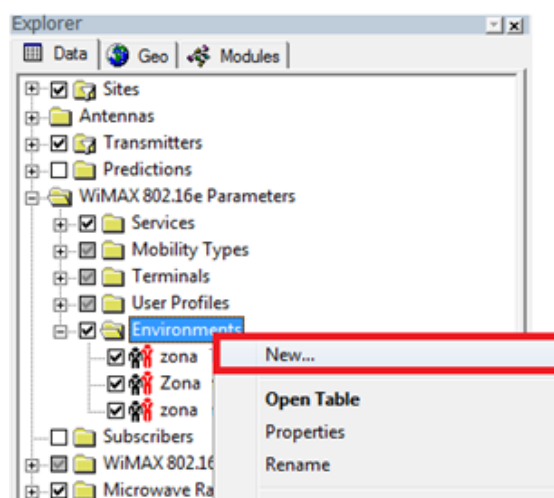 Explorer
Data Geo Modules
Sites
Antennas
Transmitters
Predictions
WiMAX 802.16e Parameters
Services
Mobility Types
Terminals
User Profiles
Environments
zona
Zona
zona
Subscribers
WiMAX 802.16
Microwave Ra
New...
Open Table
Properties
Rename